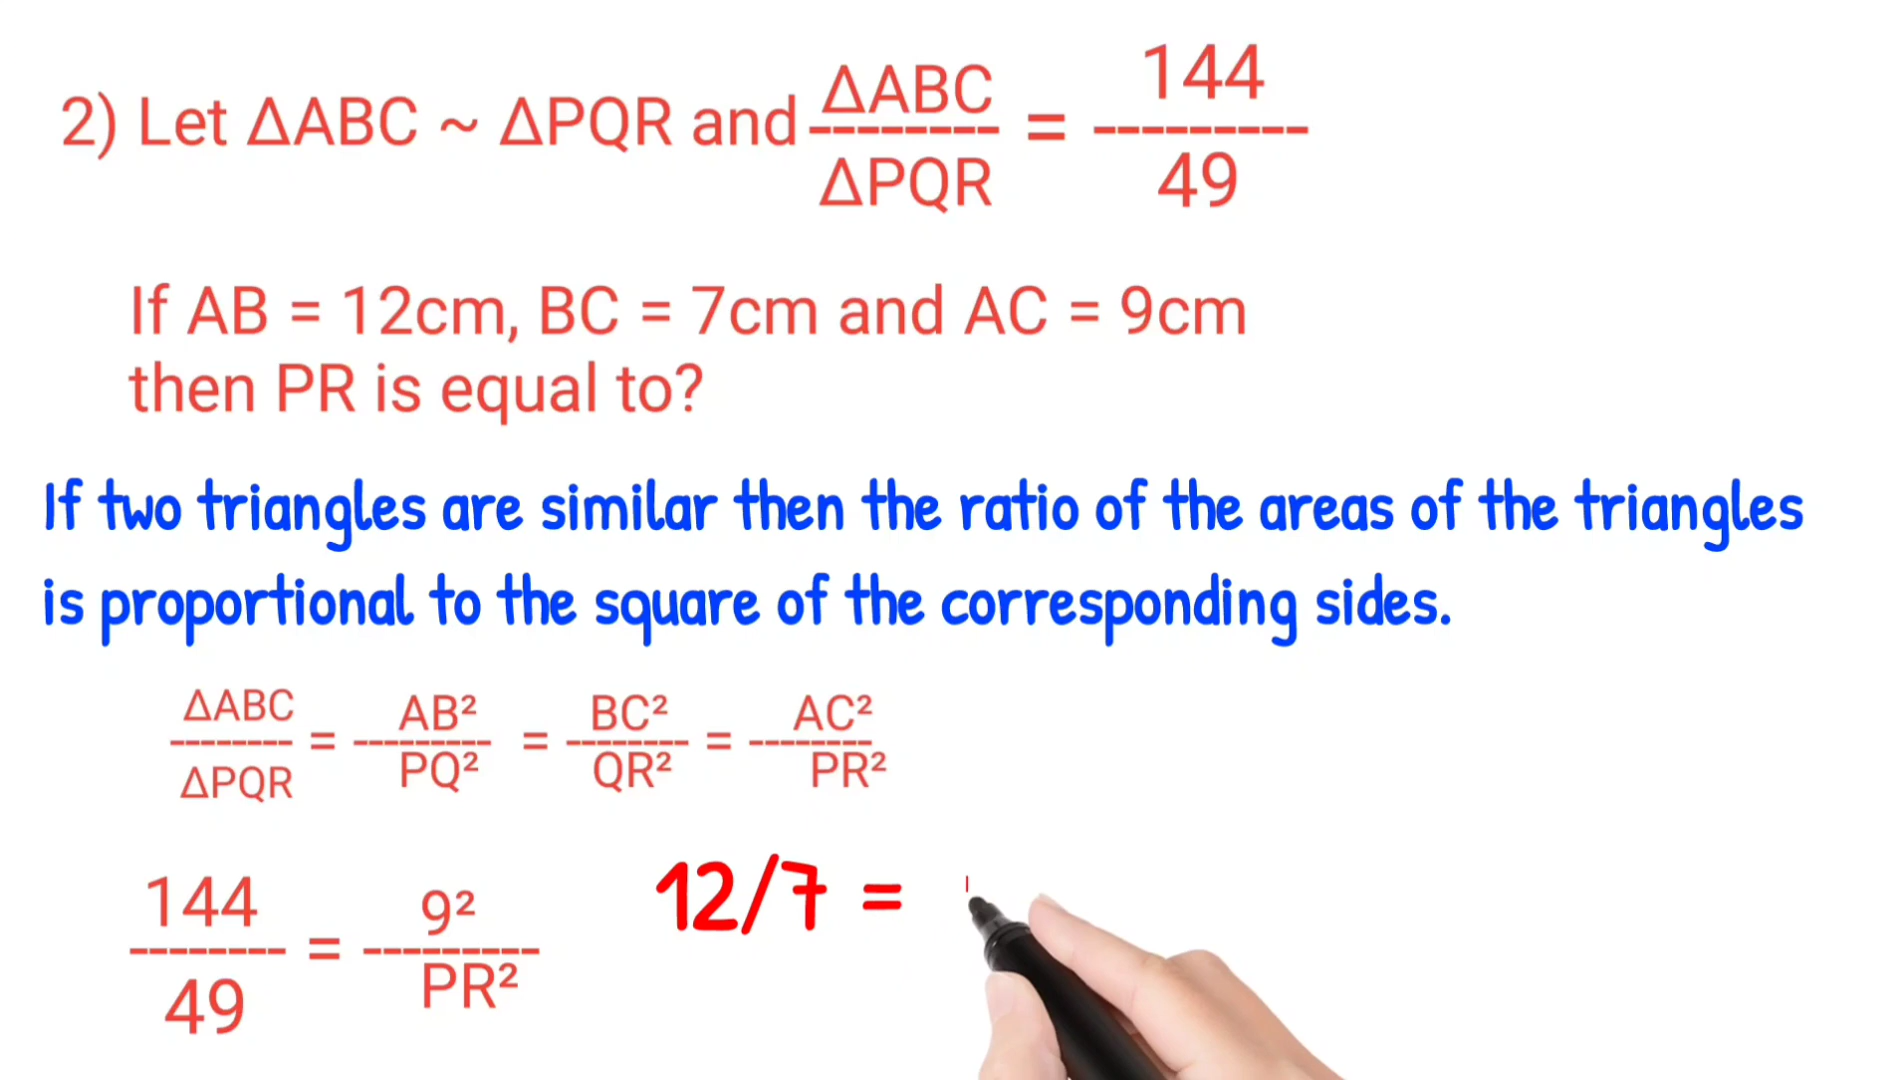 2) Let ΔABC ~ ΔPQR and ΔABC / ΔPQR = 144 / 49
If AB = 12cm, BC = 7cm and AC = 9cm
then PR is equal to?
If two triangles are similar then the ratio of the areas of the triangles
is proportional to the square of the corresponding sides.
ΔABC / ΔPQR = AB² / PQ² = BC² / QR² = AC² / PR²
144 / 49 = 9² / PR²
12/7 =